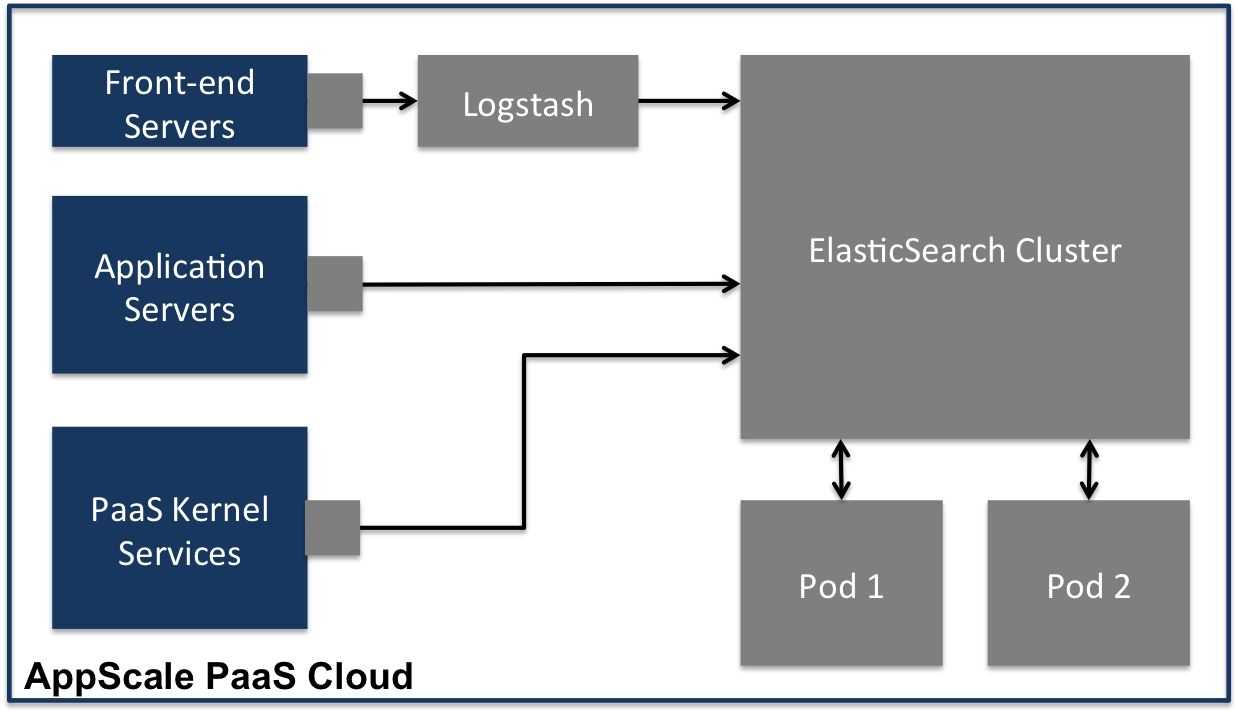 Front-end
Servers
Logstash
ElasticSearch Cluster
Application
Servers
PaaS Kernel
Services
Pod 1
Pod 2
AppScale PaaS Cloud